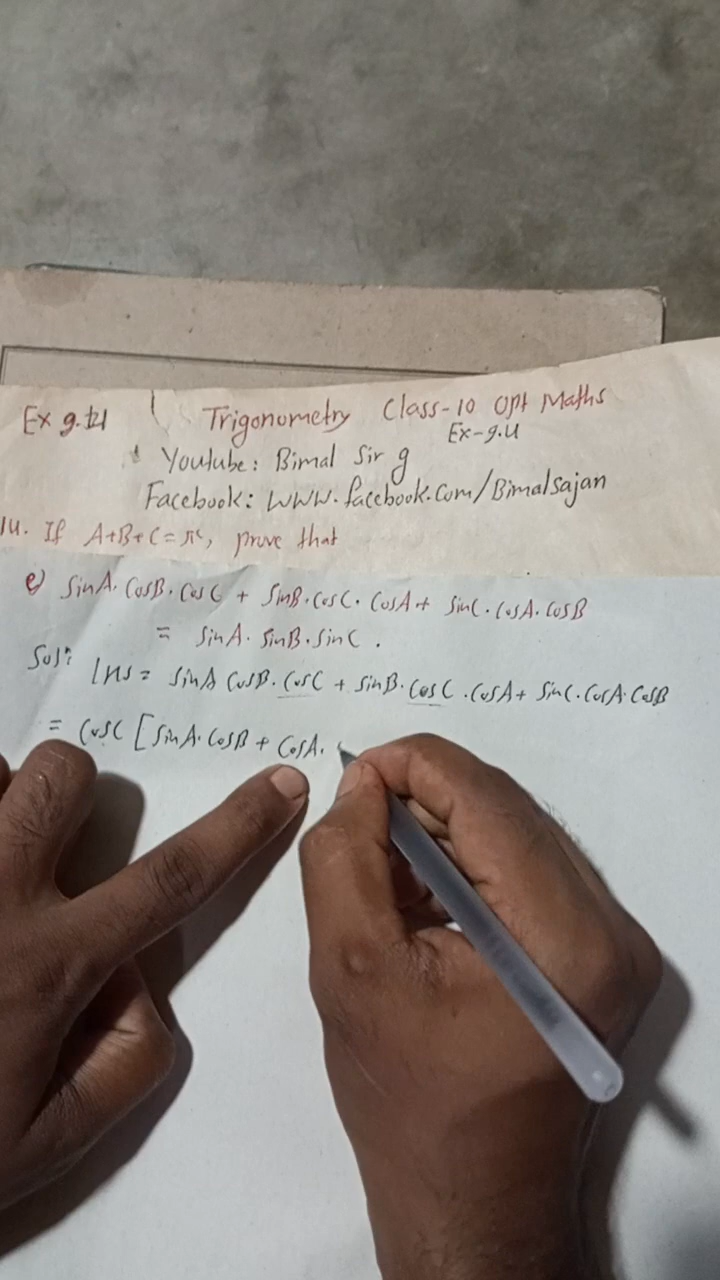 Ex 9.4 Trigonometry Class-10 Opt Maths
Ex-9.4
Youtube: Bimal Sir g
Facebook: www.facebook.com/Bimalsajan
14. If A+B+C=πᶜ, prove that
e) SinA. CosB. CosC + SinB.CosC. CosA + SinC. CosA. CosB
= SinA. SinB. SinC .
Solⁿ: LHS = SinA CosB. CosC + SinB. CosC .CosA + SinC. CosA. CosB
= CosC [SinA. CosB + CosA.